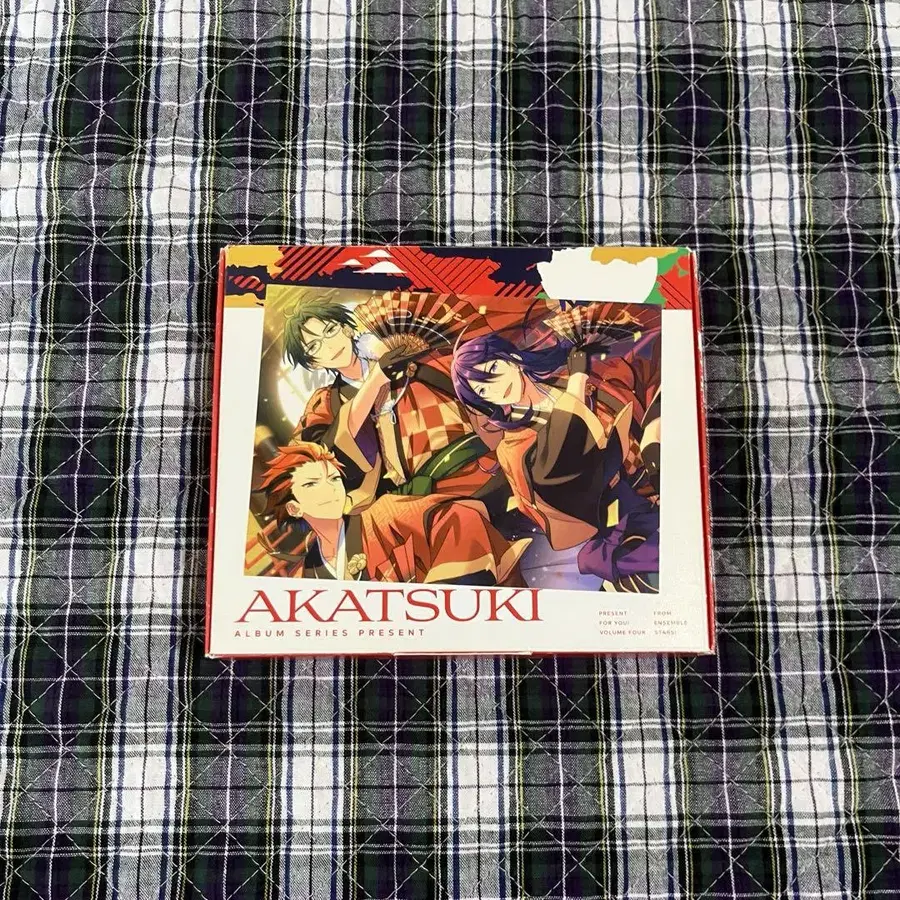 AKATSUKI
ALBUM SERIES PRESENT
PRESENT FROM
FOR YOU! ENSEMBLE
VOLUME FOUR STARS!